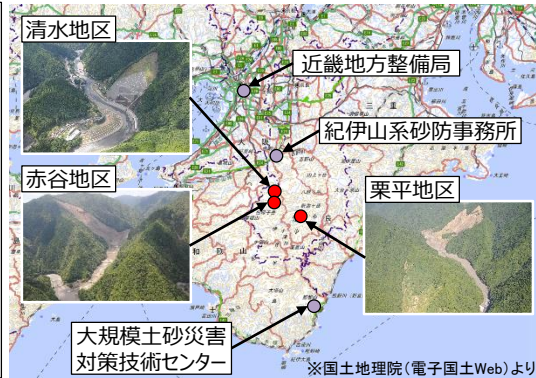 清水地区
近畿地方整備局
紀伊山系砂防事務所
赤谷地区
栗平地区
大規模土砂災害
対策技術センター
※国土地理院(電子国土Web)より